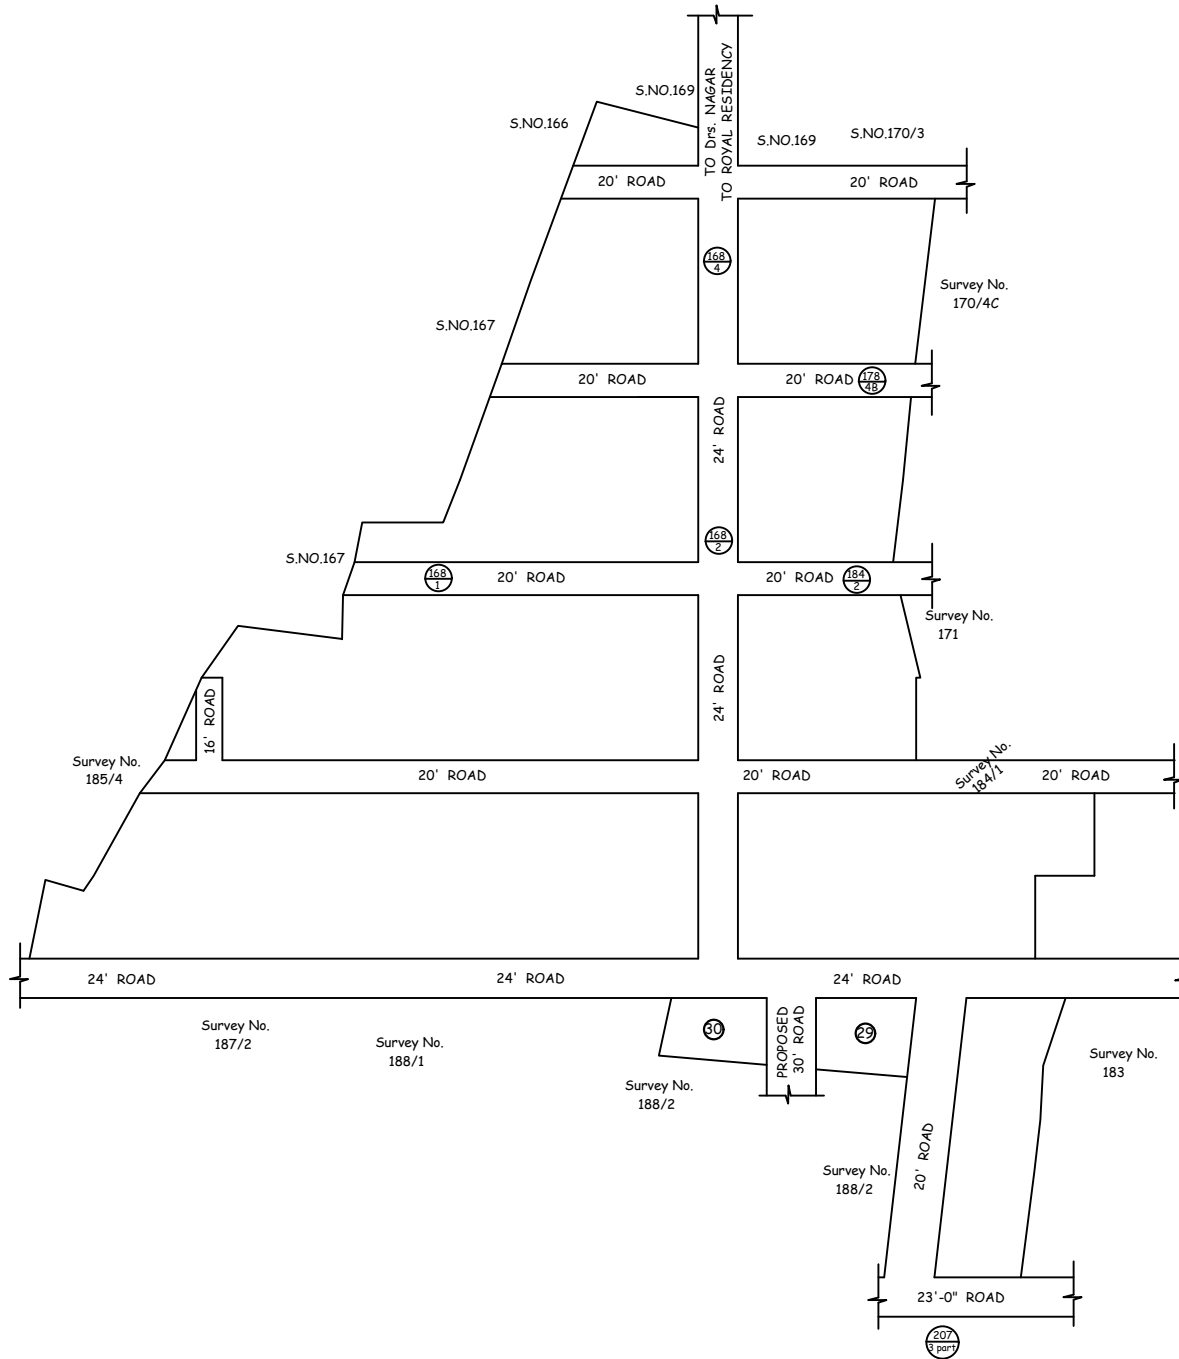 TO Drs. NAGAR
TO ROYAL RESIDENCY
S.NO.169
S.NO.166
S.NO.169
S.NO.170/3
20' ROAD
20' ROAD
168
4
Survey No.
170/4C
S.NO.167
20' ROAD
20' ROAD
178
4B
24' ROAD
168
2
S.NO.167
168
1
20' ROAD
20' ROAD
184
2
Survey No.
171
24' ROAD
16' ROAD
Survey No.
185/4
20' ROAD
20' ROAD
Survey No.
184/1
20' ROAD
24' ROAD
24' ROAD
24' ROAD
Survey No.
187/2
Survey No.
188/1
30
PROPOSED
30' ROAD
29
Survey No.
183
Survey No.
188/2
Survey No.
188/2
20' ROAD
23'-0" ROAD
207
3 part